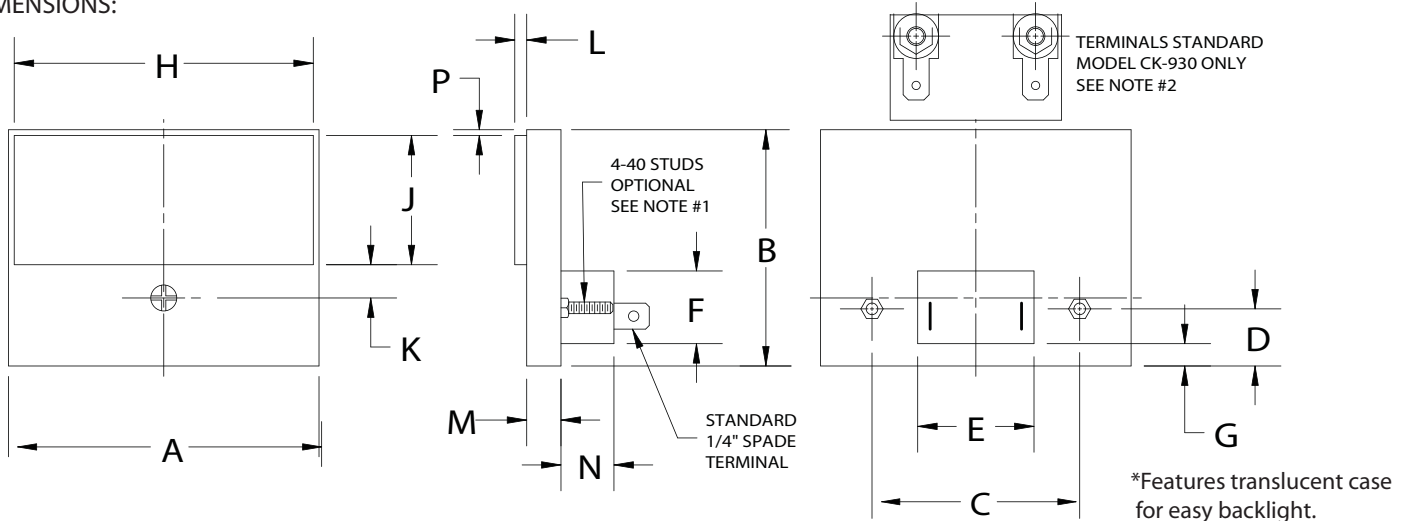 MENSIONS:
H
L
P
TERMINALS STANDARD
MODEL CK-930 ONLY
SEE NOTE #2
4-40 STUDS
OPTIONAL
SEE NOTE #1
J
B
F
D
K
M
STANDARD
1/4" SPADE
TERMINAL
A
N
E
G
C
*Features translucent case
for easy backlight.